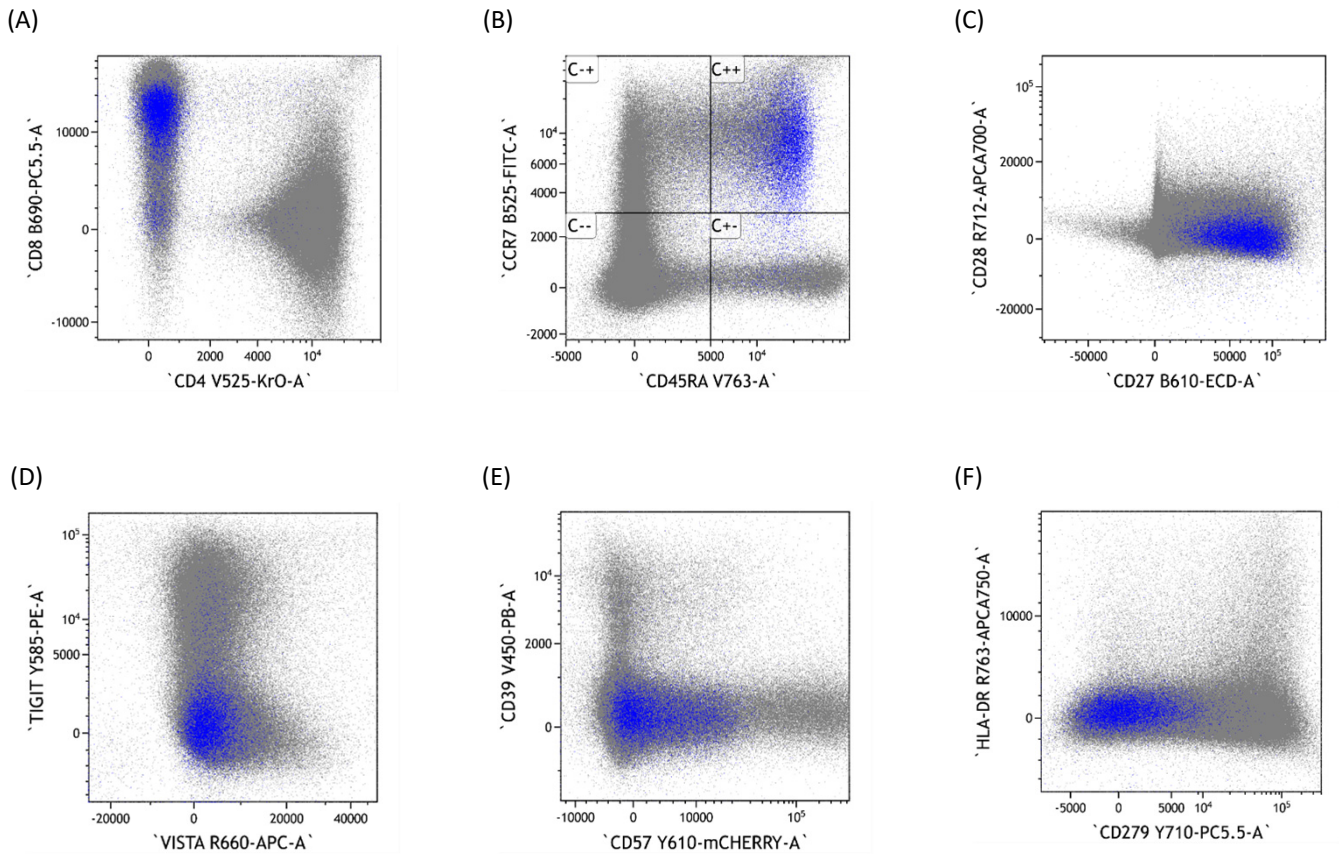 (A)
(B)
(C)
`CD8 B690-PC5.5-A`
10000
0
-10000
0
2000
4000
10⁴
`CD4 V525-KrO-A`
C-+
C++
C--
C+-
`CCR7 B525-FITC-A`
10⁴
6000
4000
2000
0
-2000
-5000
0
5000
10⁴
`CD45RA V763-A`
`CD28 R712-APCA700-A`
10⁵
20000
0
-20000
-50000
0
50000
10⁵
`CD27 B610-ECD-A`
(D)
(E)
(F)
`TIGIT Y585-PE-A`
10⁵
10⁴
5000
0
-20000
0
20000
40000
`VISTA R660-APC-A`
`CD39 V450-PB-A`
10⁴
2000
0
-10000
0
10000
10⁵
`CD57 Y610-mCHERRY-A`
`HLA-DR R763-APCA750-A`
10000
0
-5000
0
5000
10⁴
10⁵
`CD279 Y710-PC5.5-A`